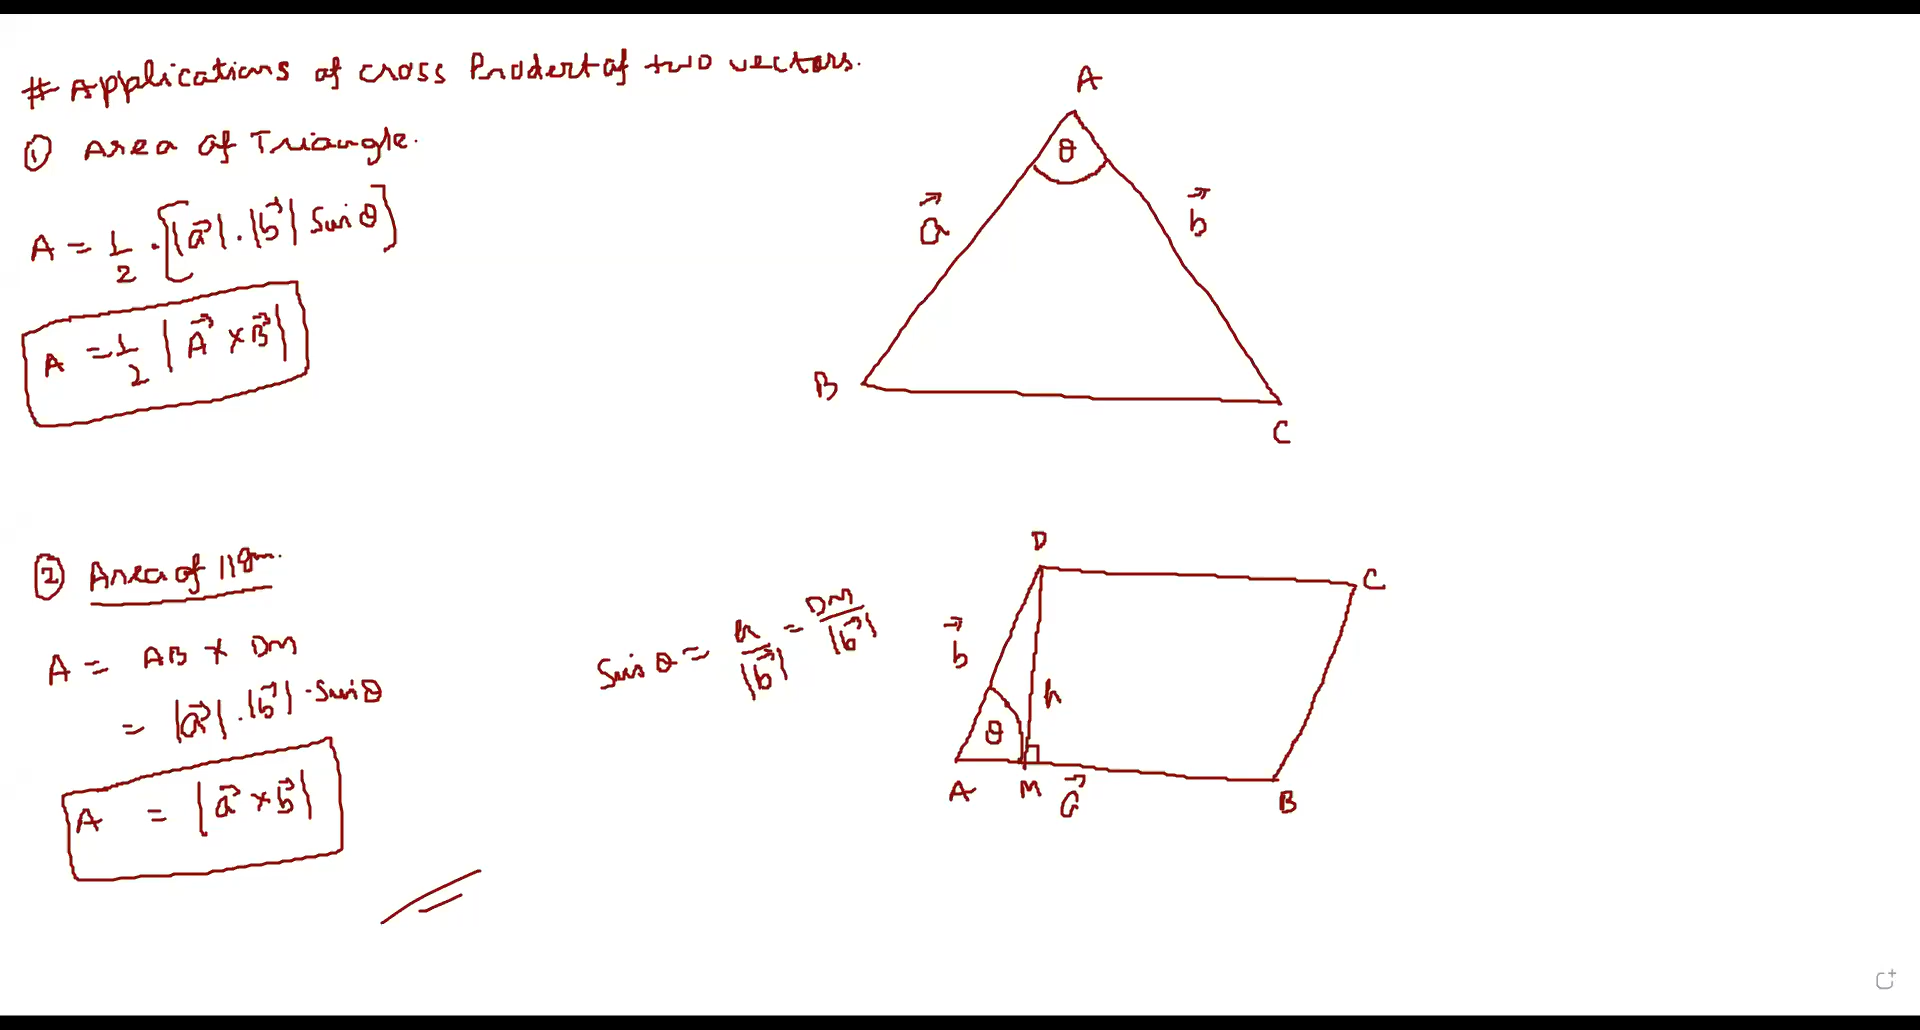 # Applications of cross Product of two vectors.
① Area of Triangle.
A = 1/2 · [|a⃗| · |b⃗| Sin θ]
A = 1/2 |A⃗ × B⃗|
A
θ
a⃗
b⃗
B
C
② Area of ||gm.
A = AB × DM
= |a⃗| · |b⃗| · Sin θ
A = |a⃗ × b⃗|
Sin θ = h/|b⃗| = DM/|b⃗|
D
C
b⃗
h
θ
A
M
a⃗
B